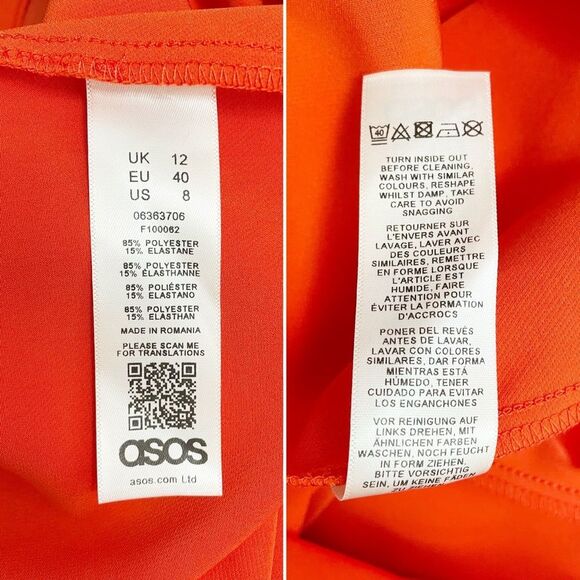 UK 12
EU 40
US 8
06363706
F100062
85% POLYESTER
15% ELASTANE
85% POLYESTER
15% ÉLASTHANNE
85% POLIÉSTER
15% ELASTANO
85% POLYESTER
15% ELASTHAN
MADE IN ROMANIA
PLEASE SCAN ME
FOR TRANSLATIONS
asos
asos.com Ltd
40
TURN INSIDE OUT
BEFORE CLEANING,
WASH WITH SIMILAR
COLOURS, RESHAPE
WHILST DAMP, TAKE
CARE TO AVOID
SNAGGING
RETOURNER SUR
L'ENVERS AVANT
LAVAGE, LAVER AVEC
DES COULEURS
SIMILAIRES, REMETTRE
EN FORME LORSQUE
L'ARTICLE EST
HUMIDE, FAIRE
ATTENTION POUR
ÉVITER LA FORMATION
D'ACCROCS
PONER DEL REVÉS
ANTES DE LAVAR,
LAVAR CON COLORES
SIMILARES, DAR FORMA
MIENTRAS ESTÁ
HÚMEDO, TENER
CUIDADO PARA EVITAR
LOS ENGANCHONES
VOR REINIGUNG AUF
LINKS DREHEN, MIT
ÄHNLICHEN FARBEN
WASCHEN, NOCH FEUCHT
IN FORM ZIEHEN,
BITTE VORSICHTIG
SEIN, UM KEINE FÄDEN
ZU ZIEHEN